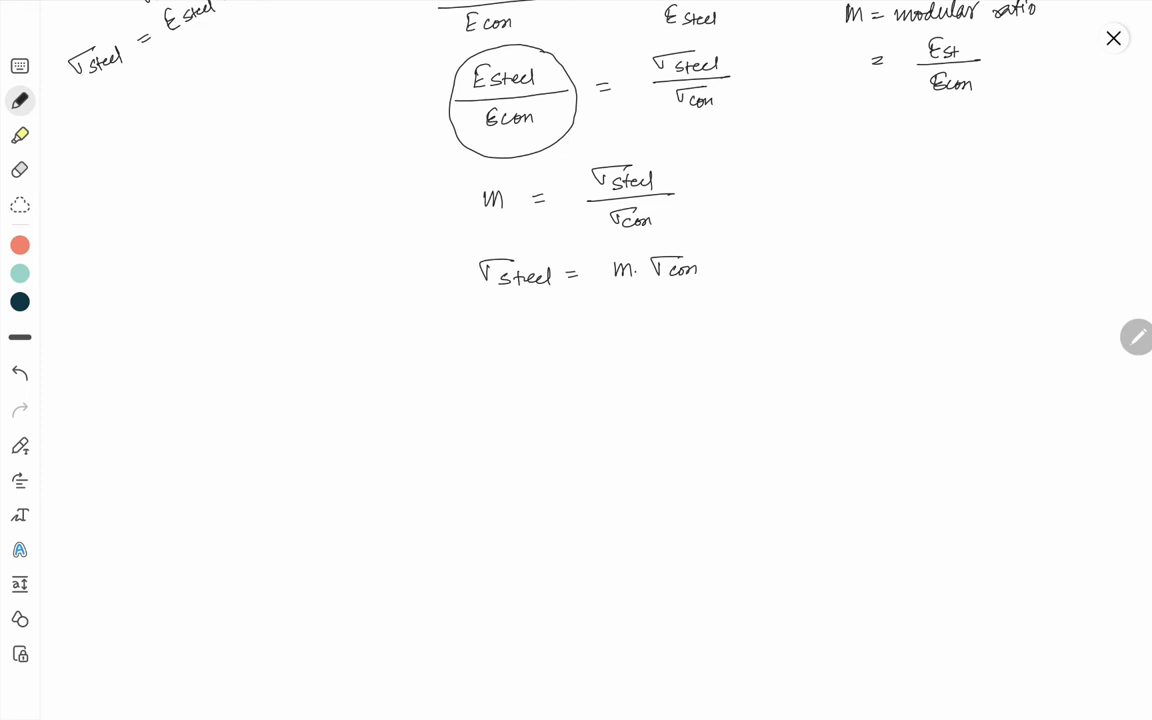 σsteel = Esteel
Econ Esteel
Esteel / Econ = σsteel / σcon
m = σsteel / σcon
σsteel = m. σcon
M = modular ratio
= Est / Econ